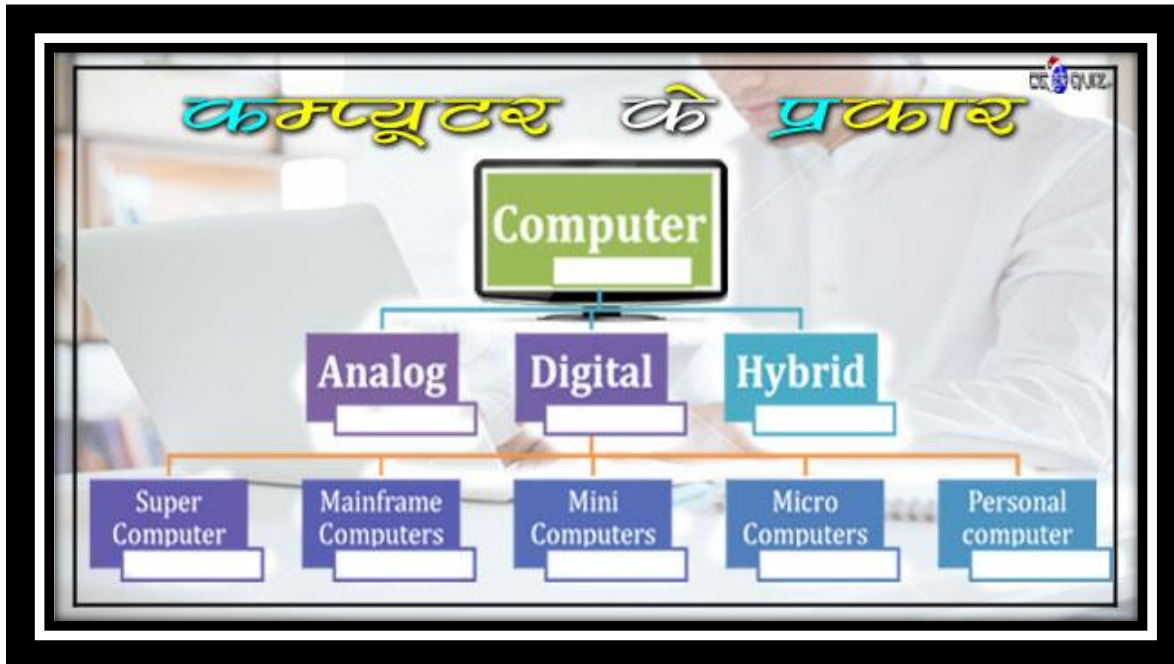 कम्प्यूटर के प्रकार
Computer
Analog
Digital
Hybrid
Super
Computer
Mainframe
Computers
Mini
Computers
Micro
Computers
Personal
computer